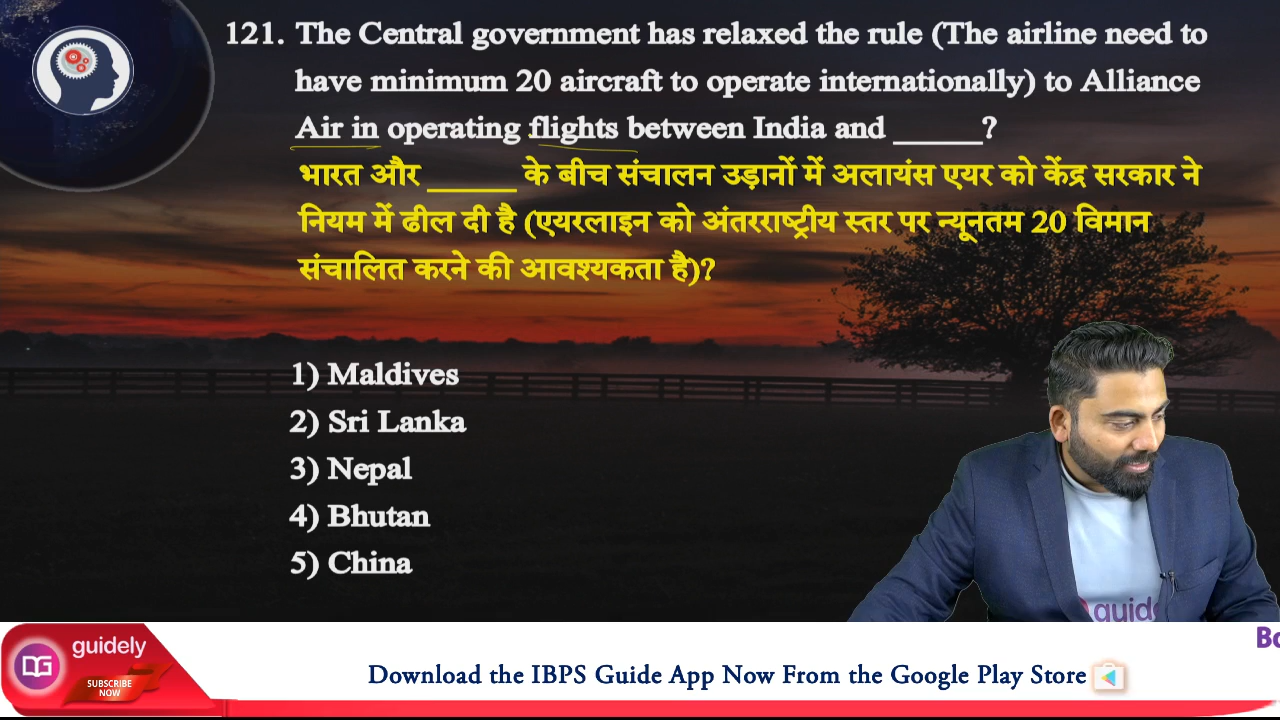 121. The Central government has relaxed the rule (The airline need to
have minimum 20 aircraft to operate internationally) to Alliance
Air in operating flights between India and ______?
भारत और ______ के बीच संचालन उड़ानों में अलायंस एयर को केंद्र सरकार ने
नियम में ढील दी है (एयरलाइन को अंतरराष्ट्रीय स्तर पर न्यूनतम 20 विमान
संचालित करने की आवश्यकता है)?
1) Maldives
2) Sri Lanka
3) Nepal
4) Bhutan
5) China
guidely
SUBSCRIBE
NOW
Download the IBPS Guide App Now From the Google Play Store